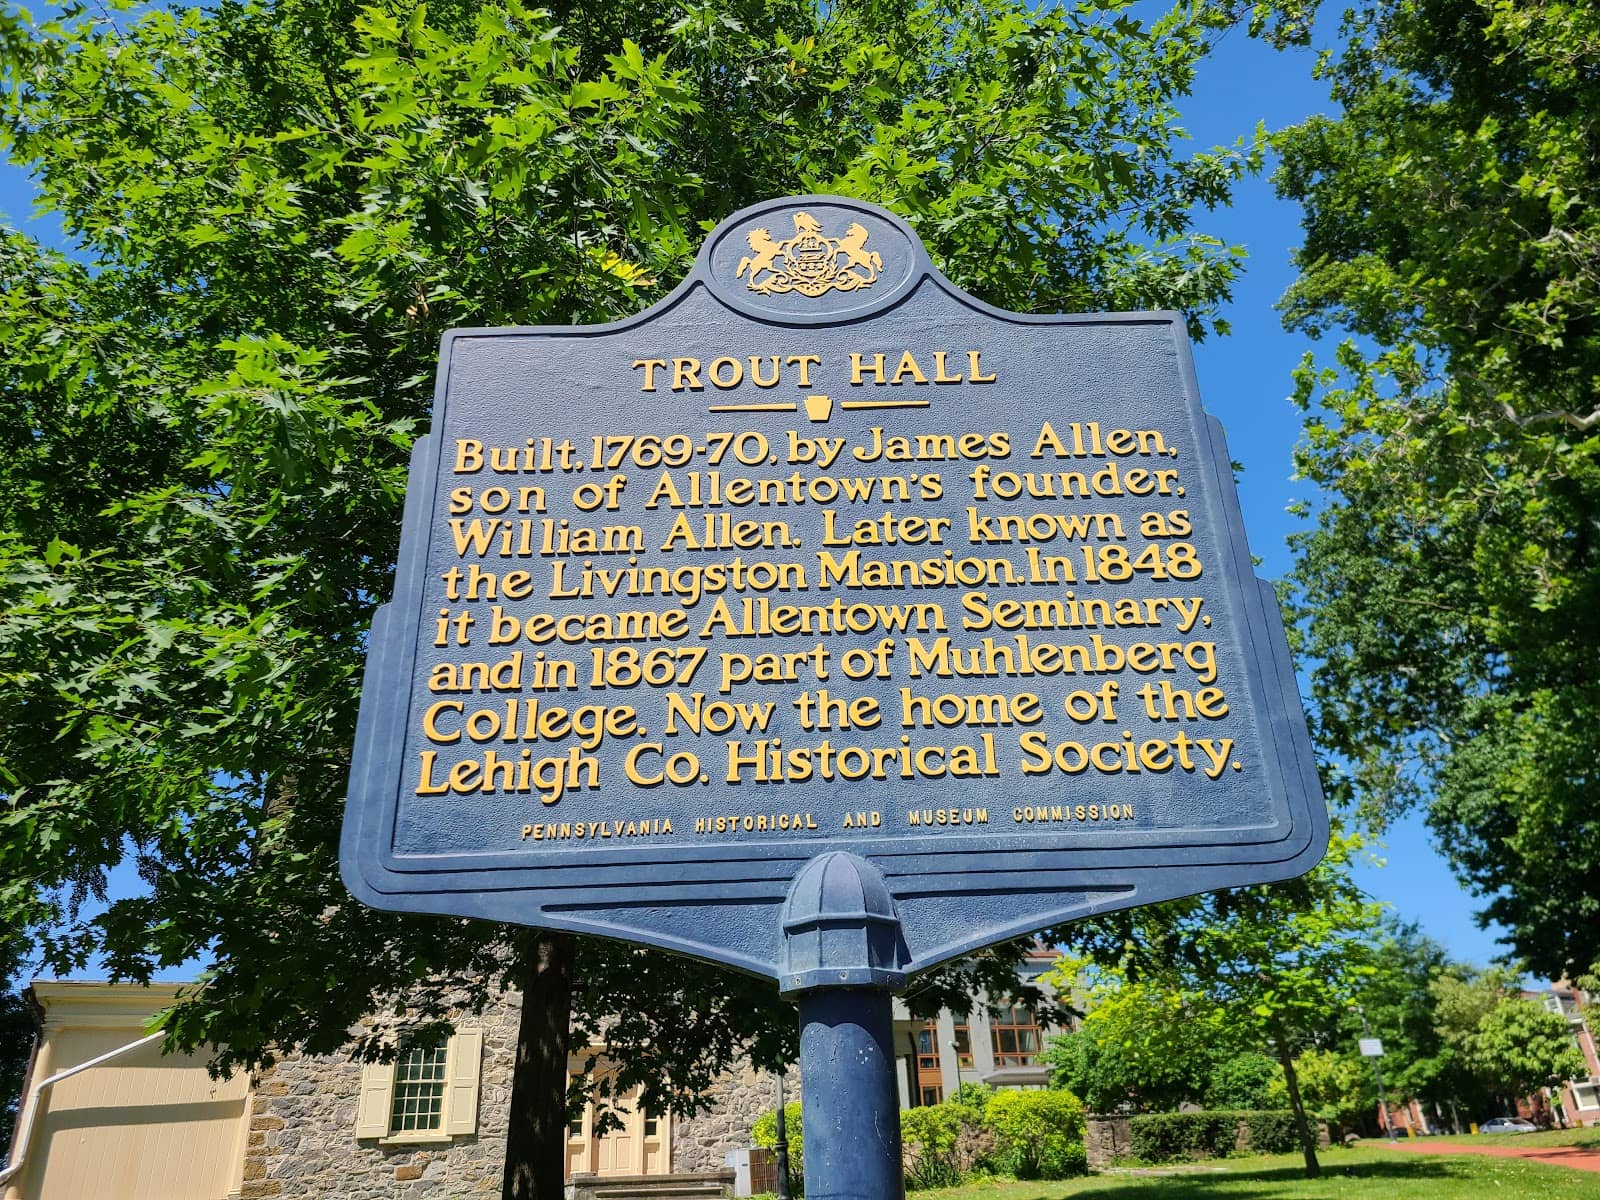 TROUT HALL
Built, 1769-70, by James Allen,
son of Allentown's founder,
William Allen. Later known as
the Livingston Mansion. In 1848
it became Allentown Seminary,
and in 1867 part of Muhlenberg
College. Now the home of the
Lehigh Co. Historical Society.
PENNSYLVANIA HISTORICAL AND MUSEUM COMMISSION